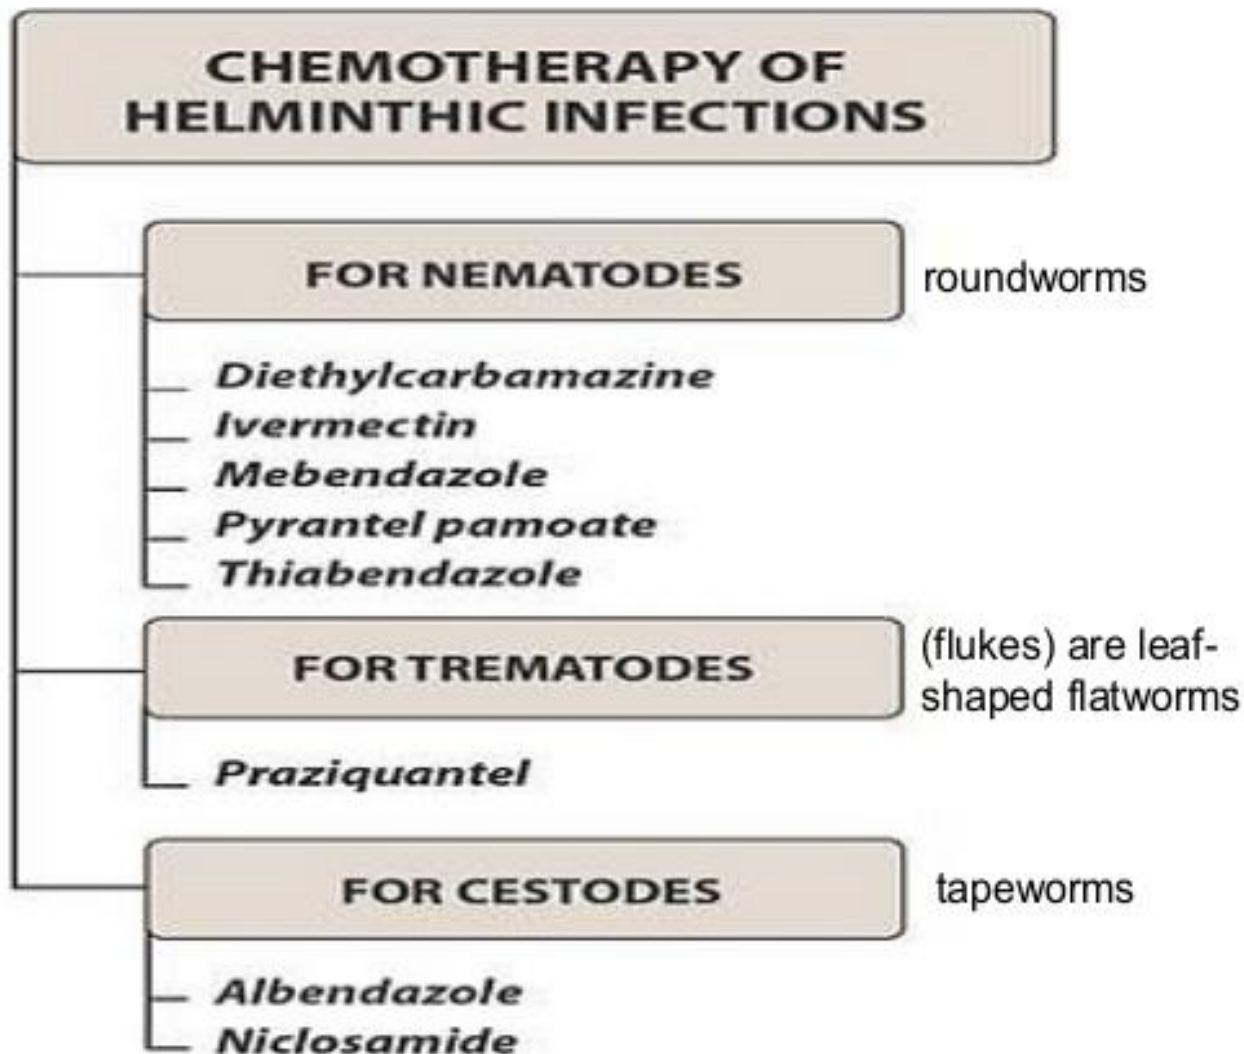 CHEMOTHERAPY OF
HELMINTHIC INFECTIONS
FOR NEMATODES
roundworms
Diethylcarbamazine
Ivermectin
Mebendazole
Pyrantel pamoate
Thiabendazole
FOR TREMATODES
(flukes) are leaf-
shaped flatworms
Praziquantel
FOR CESTODES
tapeworms
Albendazole
Niclosamide